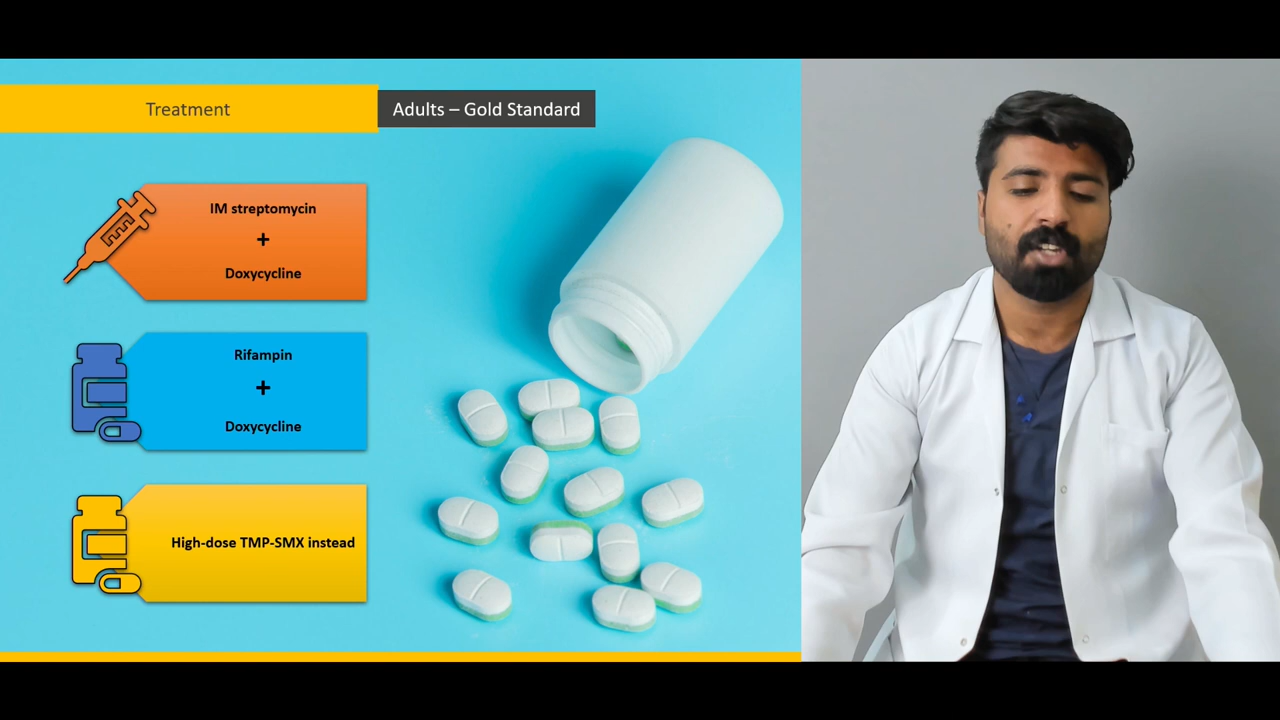 Treatment
Adults – Gold Standard
IM streptomycin
+
Doxycycline
Rifampin
+
Doxycycline
High-dose TMP-SMX instead